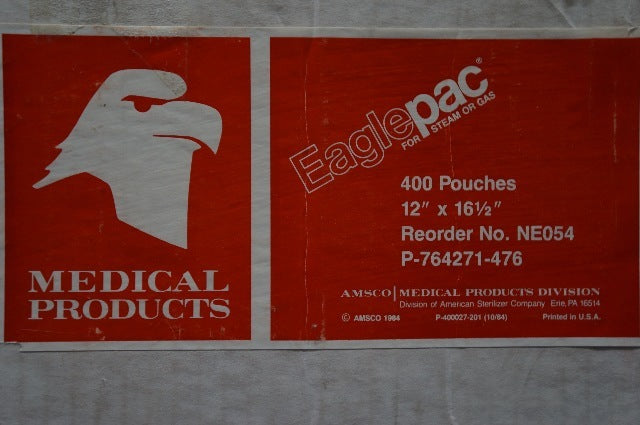 MEDICAL
PRODUCTS
Eaglepac®
FOR STEAM OR GAS
400 Pouches
12" x 16½"
Reorder No. NE054
P-764271-476
AMSCO | MEDICAL PRODUCTS DIVISION
Division of American Sterilizer Company Erie, PA 16514
© AMSCO 1984 P-400027-201 (10/84) Printed in U.S.A.